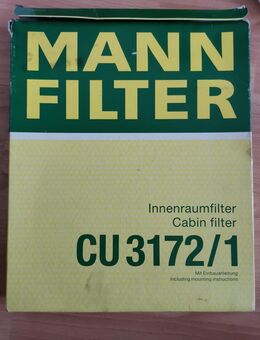 MANN
FILTER
Innenraumfilter
Cabin filter
CU 3172/1
Mit Einbauanleitung
Including mounting instructions